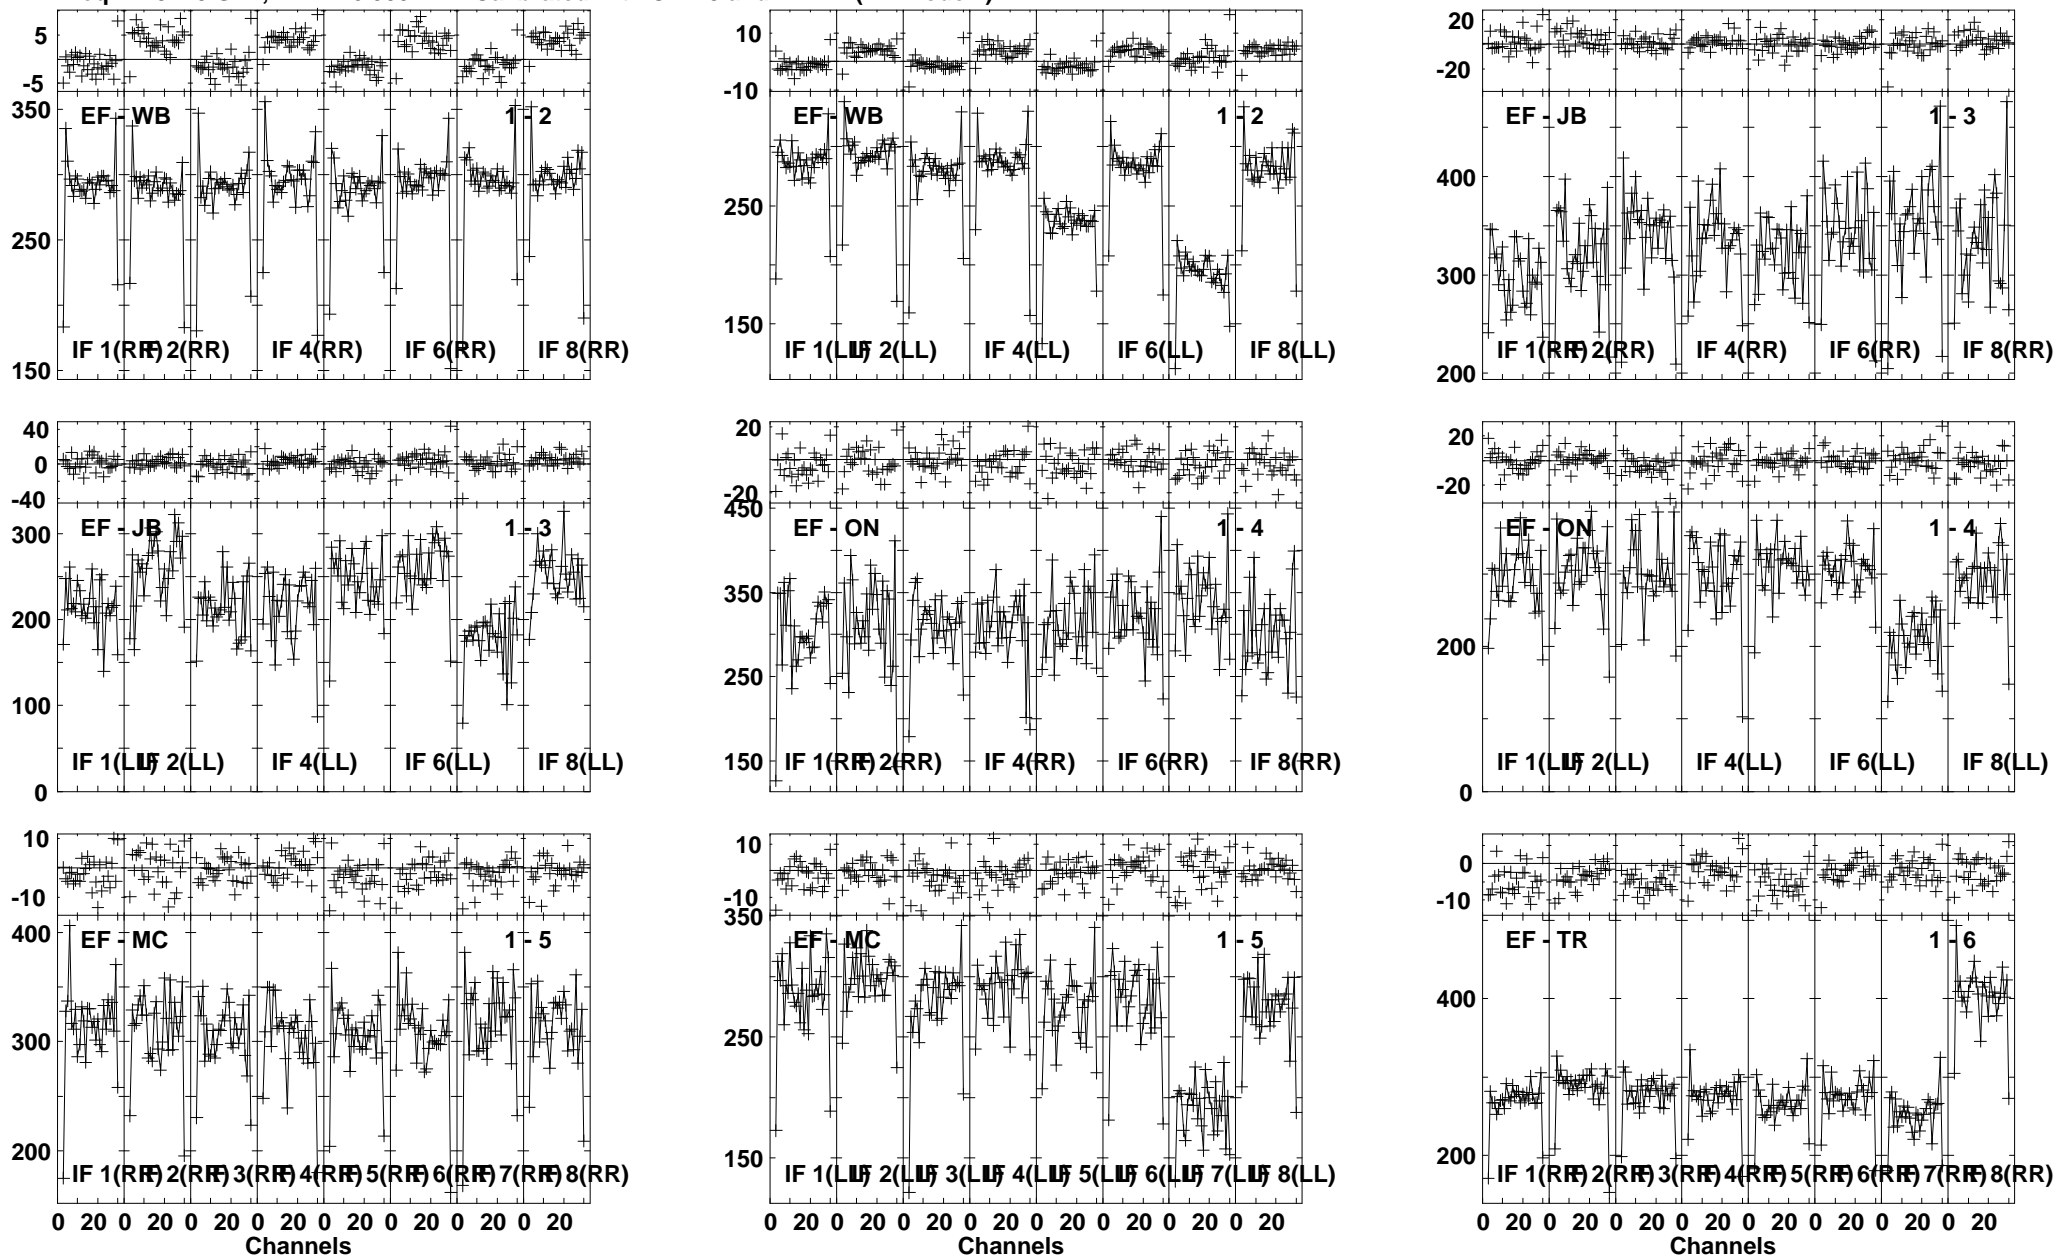 5
-5
350
250
150
EF - WB 1 - 2
IF 1(RR) IF 2(RR) IF 4(RR) IF 6(RR) IF 8(RR)
10
-10
250
150
EF - WB 1 - 2
IF 1(LL) IF 2(LL) IF 4(LL) IF 6(LL) IF 8(LL)
20
-20
400
300
200
EF - JB 1 - 3
IF 1(RR) IF 2(RR) IF 4(RR) IF 6(RR) IF 8(RR)
40
0
-40
300
200
100
0
EF - JB 1 - 3
IF 1(LL) IF 2(LL) IF 4(LL) IF 6(LL) IF 8(LL)
20
-20
450
350
250
150
EF - ON 1 - 4
IF 1(RR) IF 2(RR) IF 4(RR) IF 6(RR) IF 8(RR)
20
-20
200
0
EF - ON 1 - 4
IF 1(LL) IF 2(LL) IF 4(LL) IF 6(LL) IF 8(LL)
10
-10
400
300
200
EF - MC 1 - 5
IF 1(RR) IF 2(RR) IF 3(RR) IF 4(RR) IF 5(RR) IF 6(RR) IF 7(RR) IF 8(RR)
0 20 0 20 0 20 0 20 0 20 0 20 0 20 0 20
Channels
10
-10
350
250
150
EF - MC 1 - 5
IF 1(LL) IF 2(LL) IF 3(LL) IF 4(LL) IF 5(LL) IF 6(LL) IF 7(LL) IF 8(LL)
0 20 0 20 0 20 0 20 0 20 0 20 0 20 0 20
Channels
0
-10
400
200
EF - TR 1 - 6
IF 1(RR) IF 2(RR) IF 3(RR) IF 4(RR) IF 5(RR) IF 6(RR) IF 7(RR) IF 8(RR)
0 20 0 20 0 20 0 20 0 20 0 20 0 20 0 20
Channels